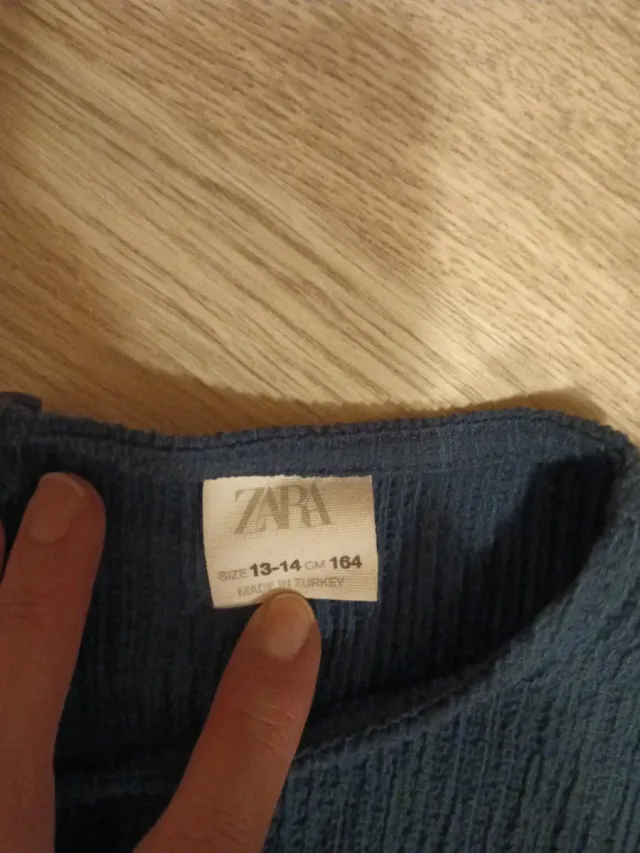 ZARA
SIZE 13-14 CM 164
MADE IN TURKEY